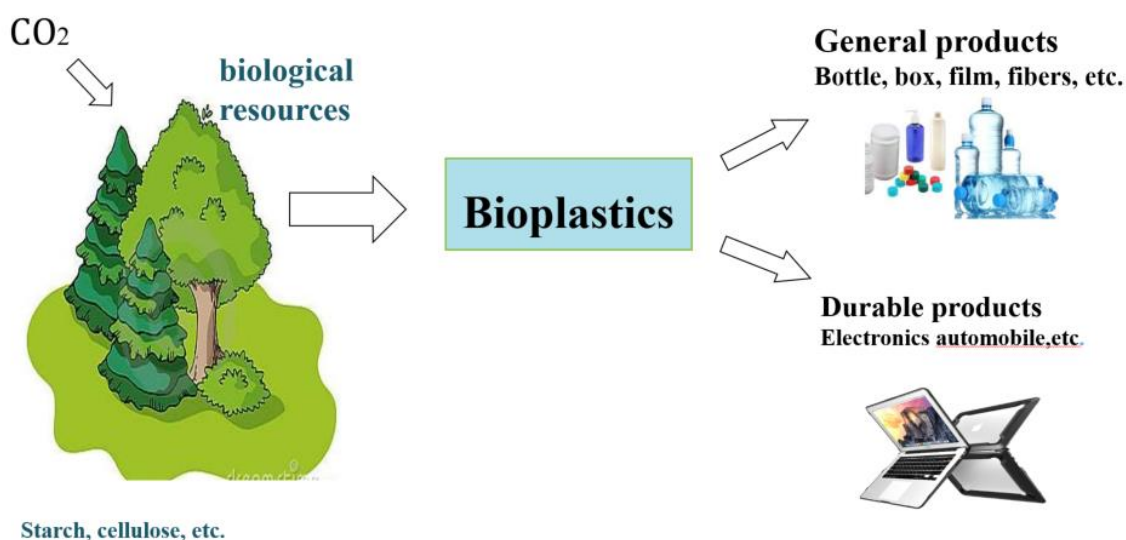 CO₂
biological
resources
Bioplastics
General products
Bottle, box, film, fibers, etc.
Durable products
Electronics automobile,etc.
Starch, cellulose, etc.